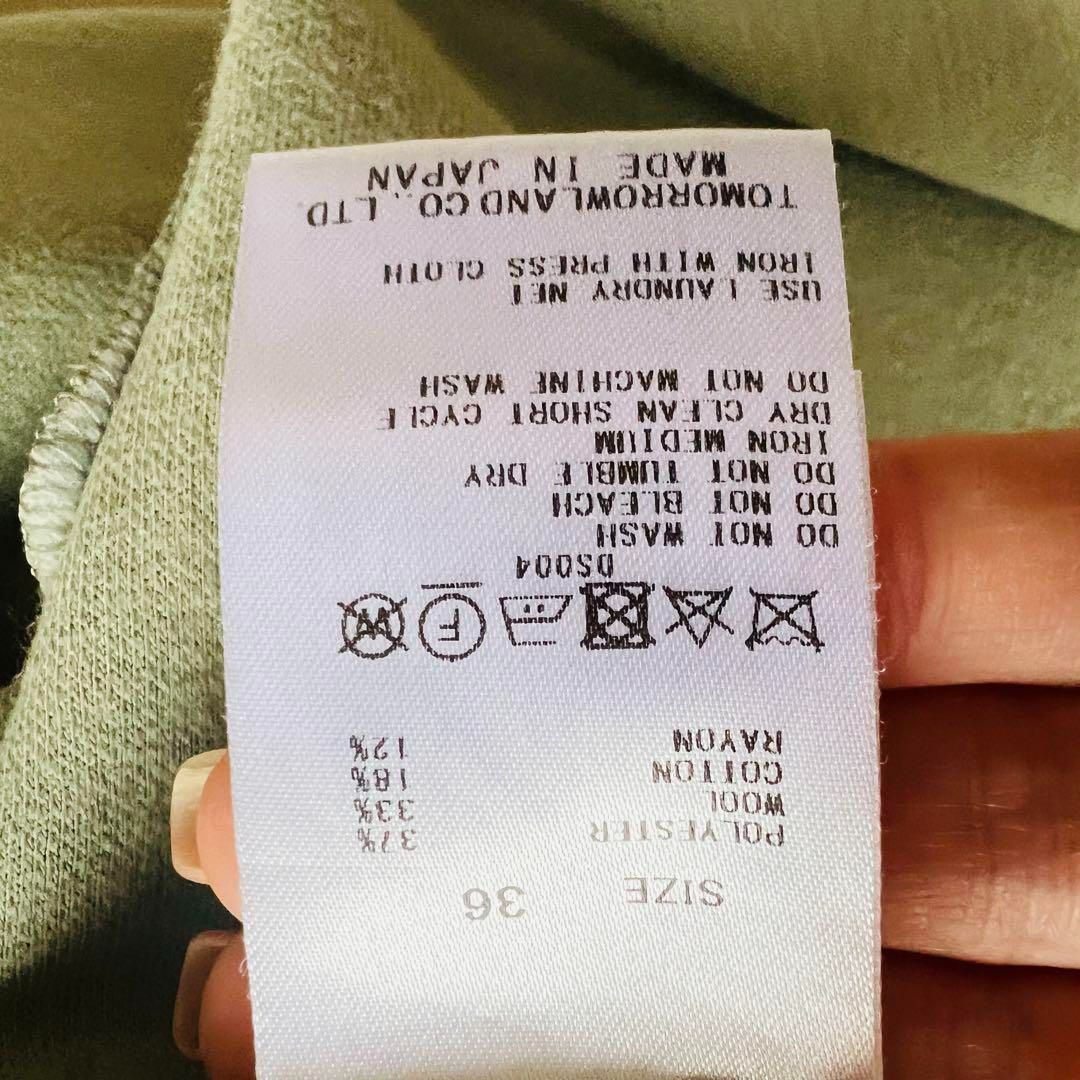 SIZE 36
POLYESTER 37%
WOOL 33%
COTTON 18%
RAYON 12%
F W
DS004
DO NOT WASH
DO NOT BLEACH
DO NOT TUMBLE DRY
IRON MEDIUM
DRY CLEAN SHORT CYCLE
DO NOT MACHINE WASH
USE LAUNDRY NET
IRON WITH PRESS CLOTH
TOMORROWLAND CO., LTD.
MADE IN JAPAN